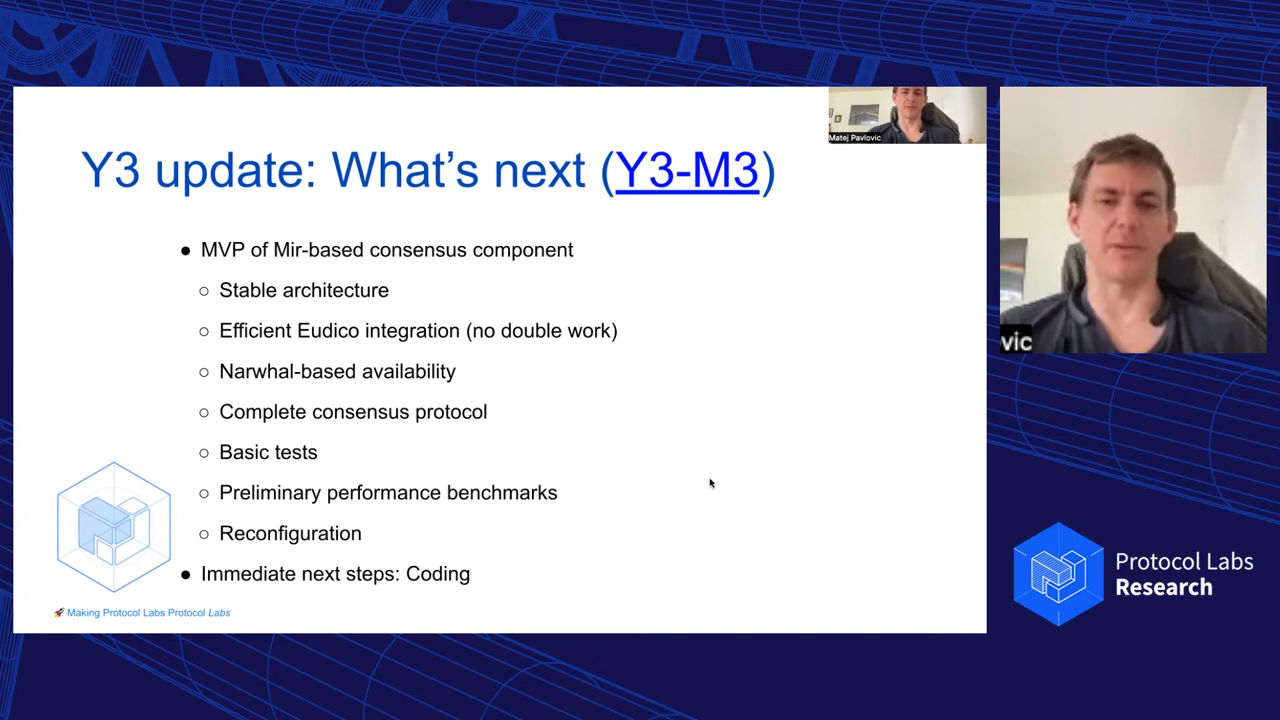 Matej Pavlovic
Y3 update: What's next (Y3-M3)
● MVP of Mir-based consensus component
○ Stable architecture
○ Efficient Eudico integration (no double work)
○ Narwhal-based availability
○ Complete consensus protocol
○ Basic tests
○ Preliminary performance benchmarks
○ Reconfiguration
● Immediate next steps: Coding
🚀 Making Protocol Labs Protocol Labs
vic
Protocol Labs
Research